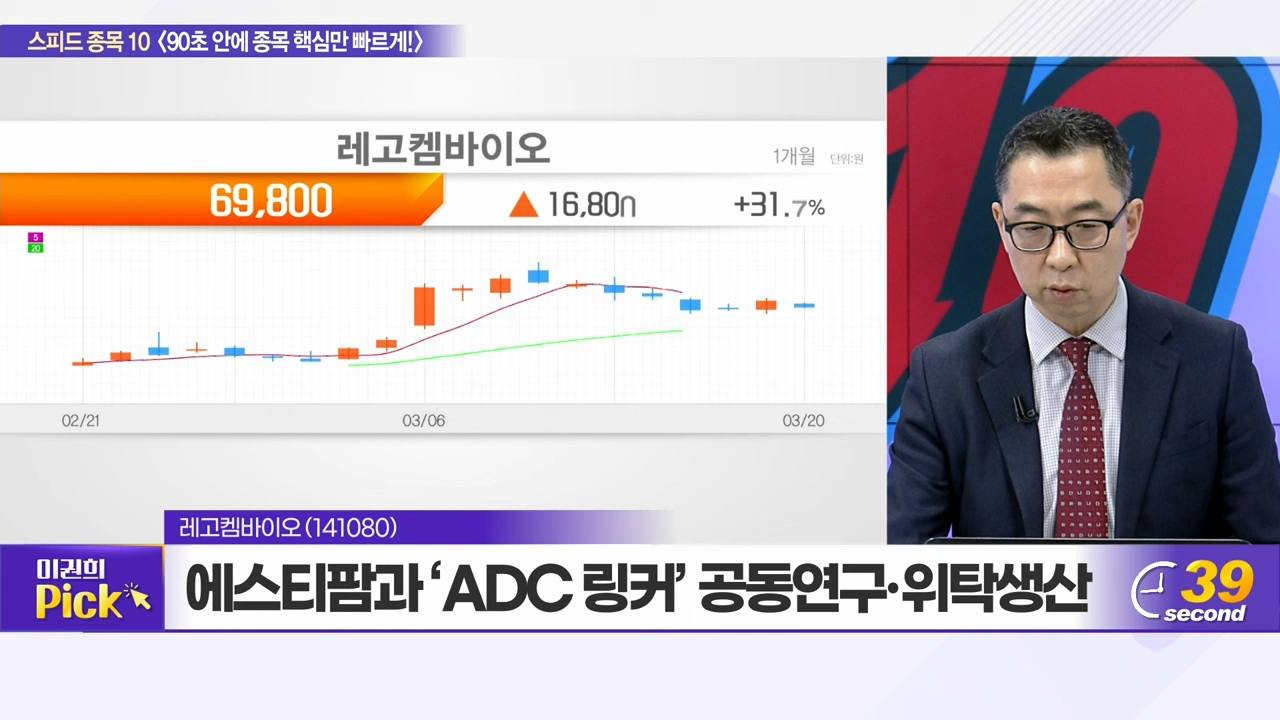 스피드 종목 10 〈90초 안에 종목 핵심만 빠르게!〉
레고켐바이오
1개월 단위:원
69,800 ▲ 16,80 +31.7%
5
20
02/21 03/06 03/20
레고켐바이오 (141080)
이권희
Pick
에스티팜과 ‘ADC 링커’ 공동연구·위탁생산
39
second